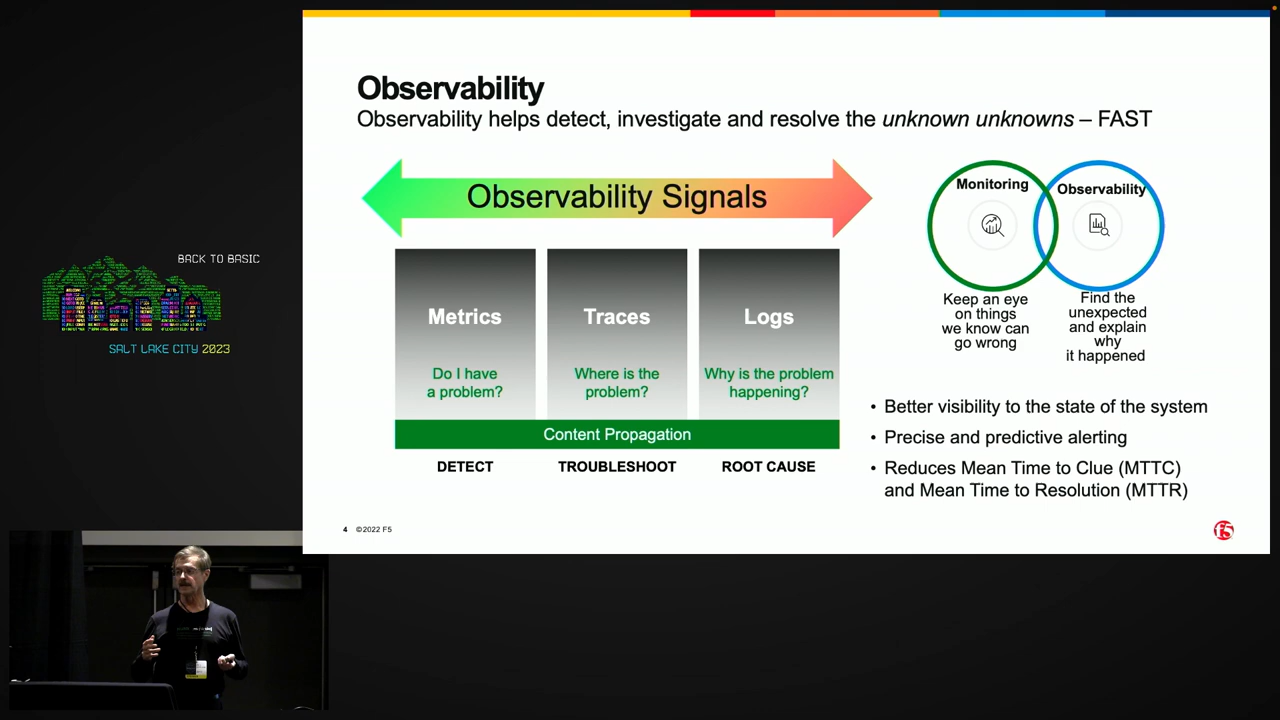 Observability
Observability helps detect, investigate and resolve the unknown unknowns – FAST
Observability Signals
Metrics
Do I have
a problem?
Traces
Where is the
problem?
Logs
Why is the problem
happening?
Content Propagation
DETECT
TROUBLESHOOT
ROOT CAUSE
Monitoring
Observability
Keep an eye
on things
we know can
go wrong
Find the
unexpected
and explain
why
it happened
• Better visibility to the state of the system
• Precise and predictive alerting
• Reduces Mean Time to Clue (MTTC)
and Mean Time to Resolution (MTTR)
4 ©2022 F5
f5
BACK TO BASIC
SALT LAKE CITY 2023